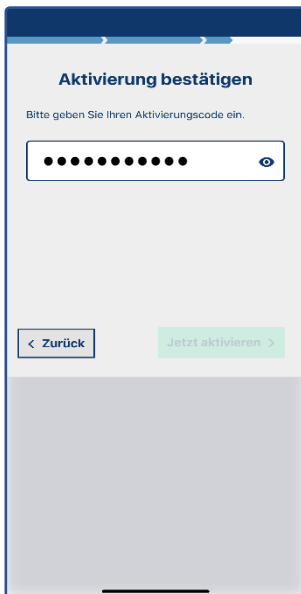 Aktivierung bestätigen
Bitte geben Sie Ihren Aktivierungscode ein.
●●●●●●●●●●●
< Zurück
Jetzt aktivieren >